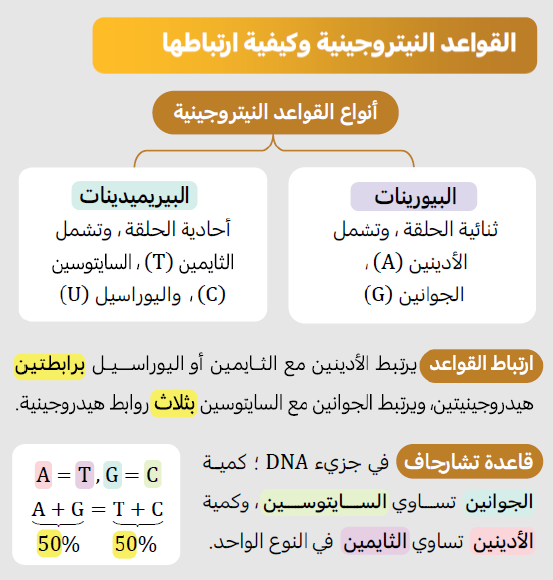 القواعد النيتروجينية وكيفية ارتباطها
أنواع القواعد النيتروجينية
البيورينات
ثنائية الحلقة، وتشمل
الأدينين (A)،
الجوانين (G)
البيريميدينات
أحادية الحلقة، وتشمل
الثايمين (T)، السايتوسين
(C)، واليوراسيل (U)
ارتباط القواعد يرتبط الأدينين مع الثايمين أو اليوراسيل برابطتين
هيدروجينيتين، ويرتبط الجوانين مع السايتوسين بثلاث روابط هيدروجينية.
قاعدة تشارجاف في جزيء DNA؛ كمية
الجوانين تساوي السايتوسين، وكمية
الأدينين تساوي الثايمين في النوع الواحد.
A = T, G = C
A + G = T + C
50% 50%